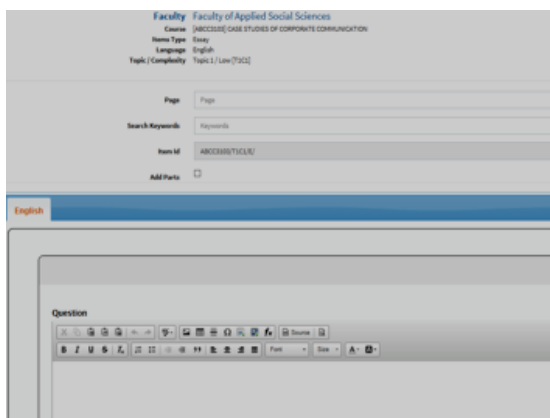 Faculty Faculty of Applied Social Sciences
Course [ABCC3103] CASE STUDIES OF CORPORATE COMMUNICATION
Items Type Essay
Language English
Topic / Complexity Topic 1 / Low [T1C1]
Page Page
Search Keywords Keywords
Item Id ABCC3103/T1C1/E/
Add Parts
English
Question
Source
B I U S
Font Size A A